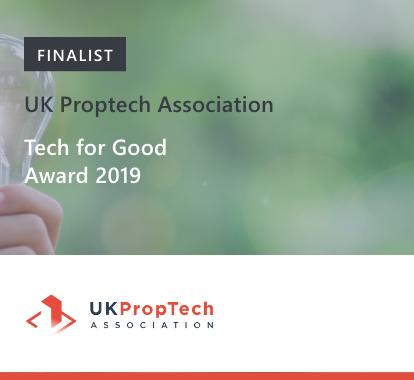 FINALIST
UK Proptech Association
Tech for Good
Award 2019
UKPropTech
ASSOCIATION